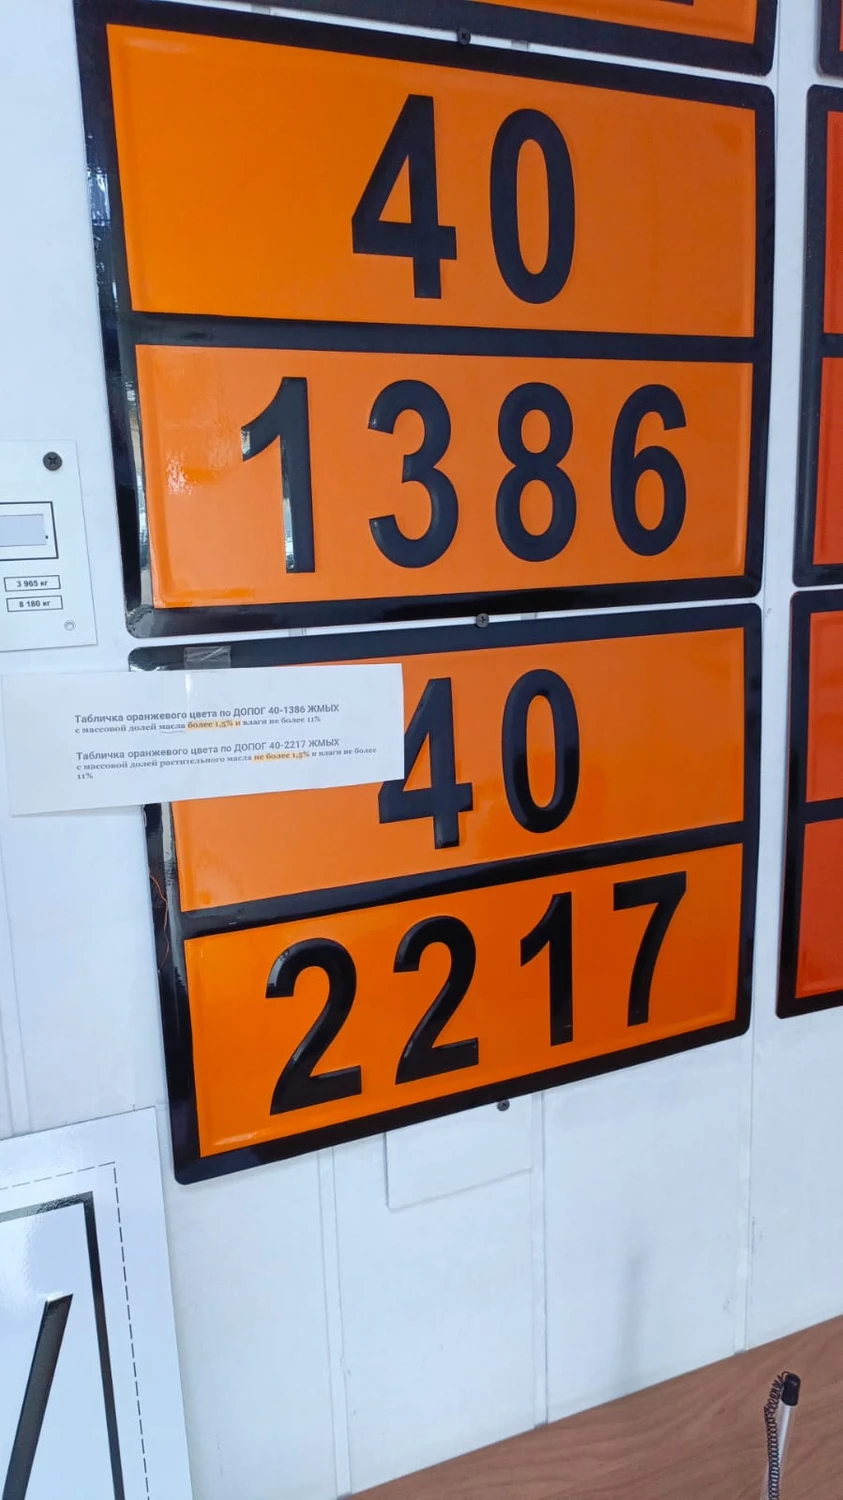 40
1386
3 965 кг
8 180 кг
Табличка оранжевого цвета по ДОПОГ 40-1386 ЖМЫХ
с массовой долей масла более 1,5% и влаги не более 11%
Табличка оранжевого цвета по ДОПОГ 40-2217 ЖМЫХ
с массовой долей растительного масла не более 1,5% и влаги не более
11%
40
2217